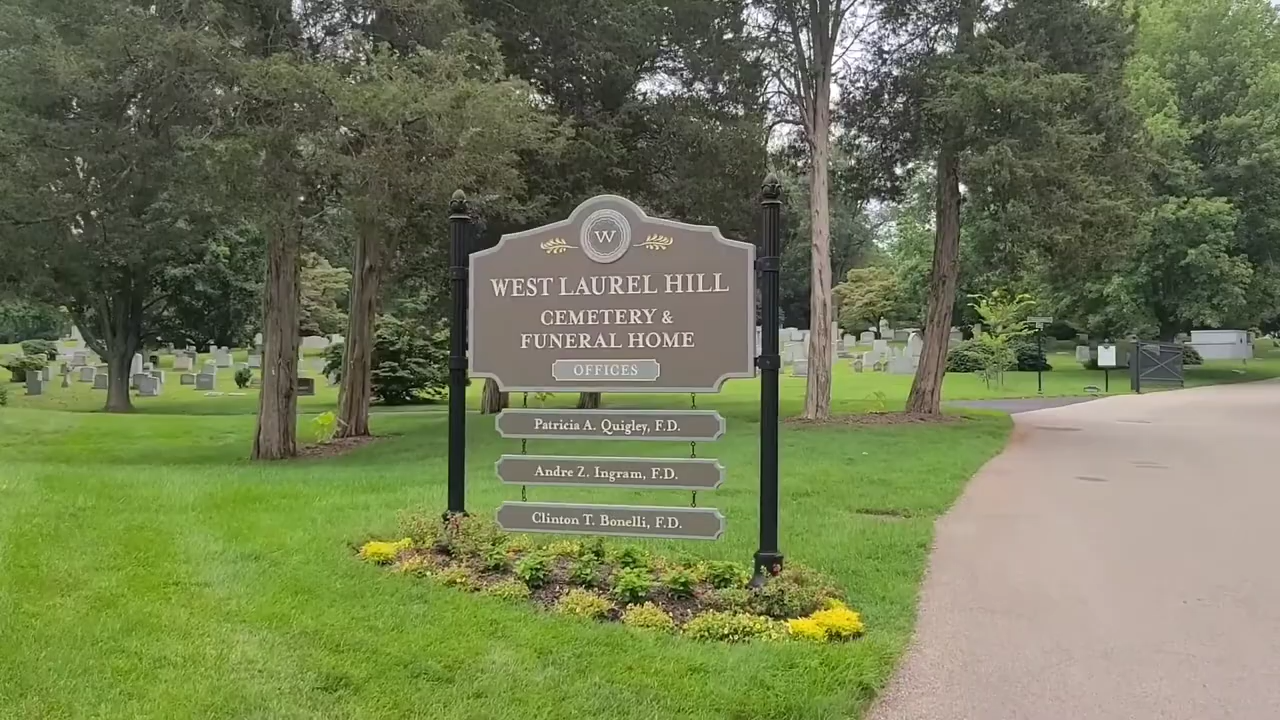 W
WEST LAUREL HILL
CEMETERY &
FUNERAL HOME
OFFICES
Patricia A. Quigley, F.D.
Andre Z. Ingram, F.D.
Clinton T. Bonelli, F.D.